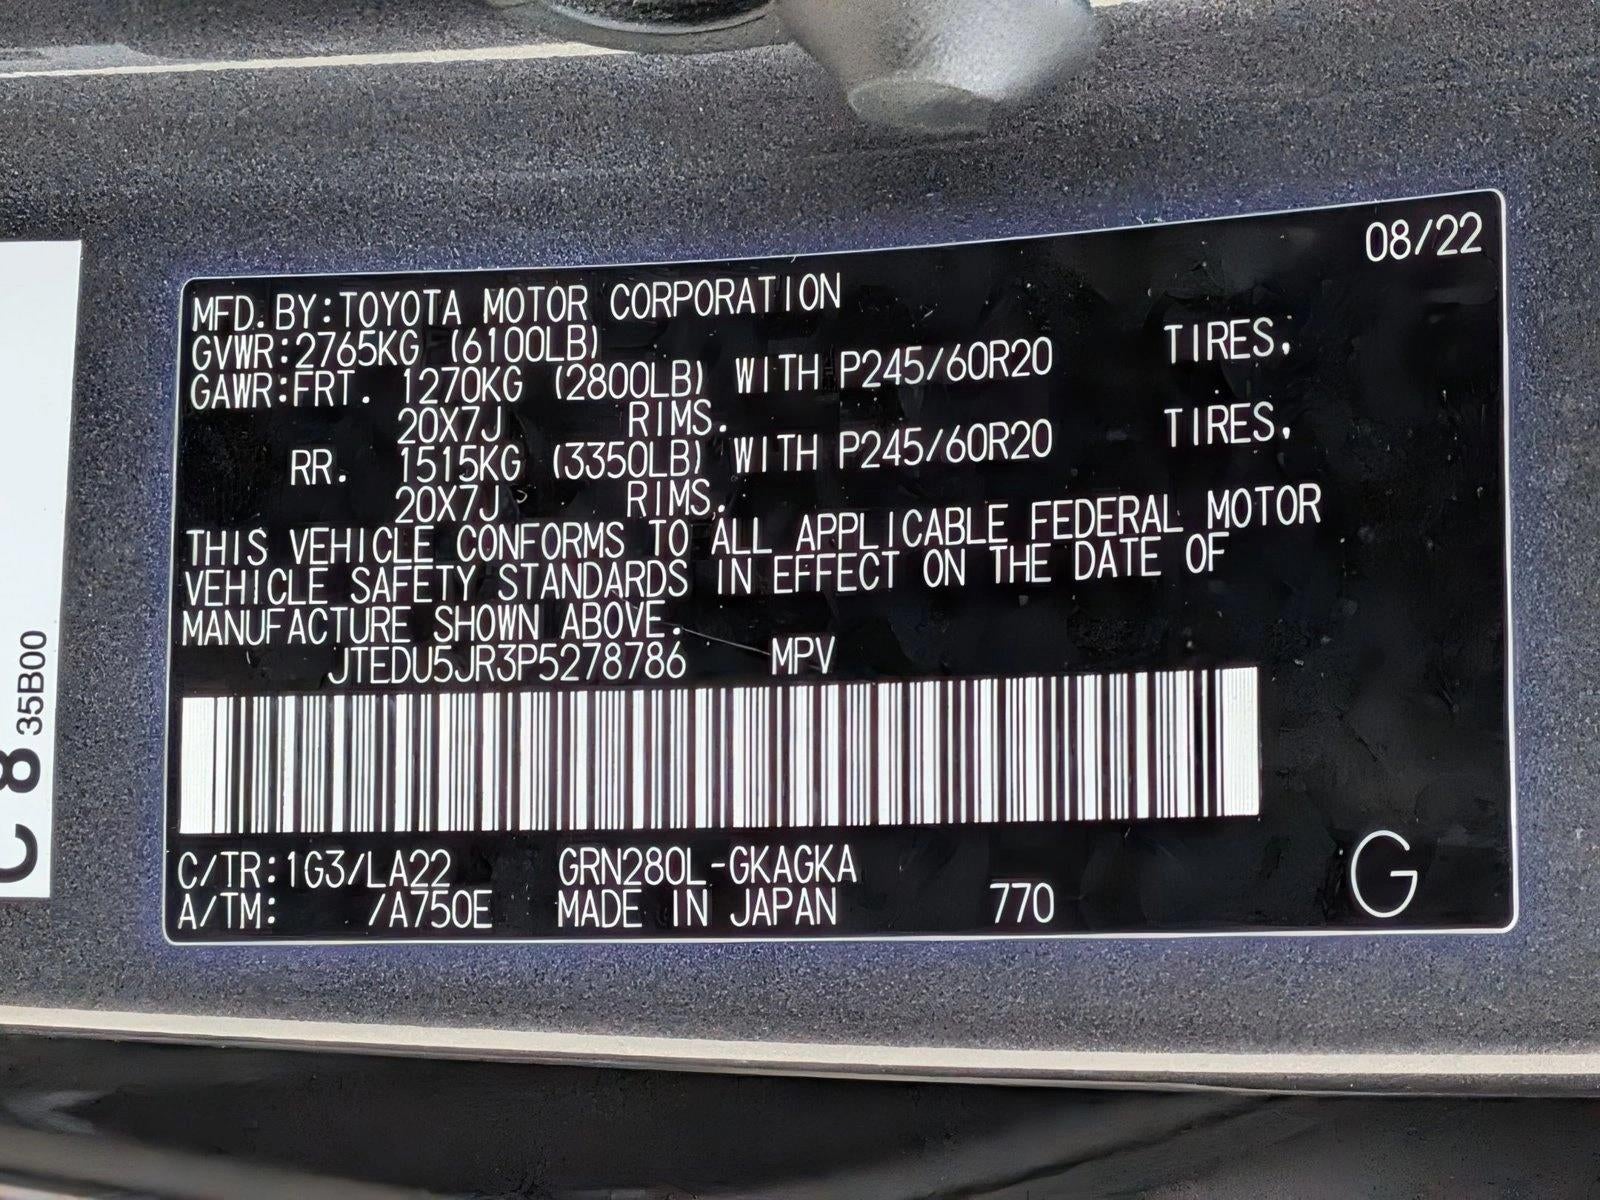 08/22
MFD.BY:TOYOTA MOTOR CORPORATION
GVWR:2765KG (6100LB)
GAWR:FRT. 1270KG (2800LB) WITH P245/60R20 TIRES,
20X7J RIMS.
RR. 1515KG (3350LB) WITH P245/60R20 TIRES,
20X7J RIMS.
THIS VEHICLE CONFORMS TO ALL APPLICABLE FEDERAL MOTOR
VEHICLE SAFETY STANDARDS IN EFFECT ON THE DATE OF
MANUFACTURE SHOWN ABOVE.
JTEDU5JR3P5278786 MPV
C/TR:1G3/LA22 GRN280L-GKAGKA
A/TM: /A750E MADE IN JAPAN 770 G
C 8 35B00